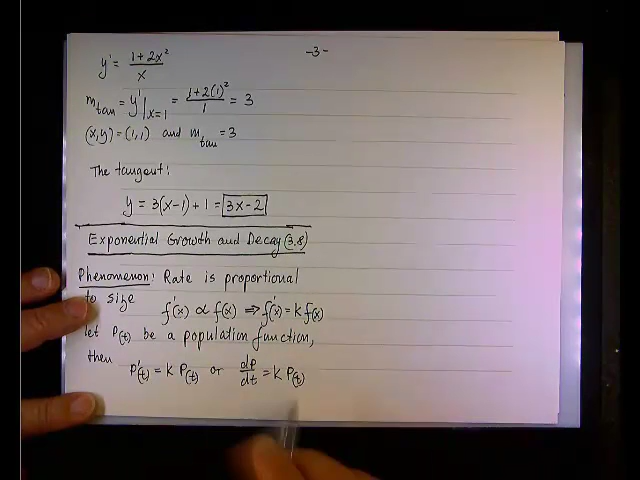 -3-
y' = (1+2x²)/x
m_tan = y'|x=1 = (1+2(1)²)/1 = 3
(x,y)=(1,1) and m_tan = 3
The tangent:
y = 3(x-1)+1 = 3x-2
Exponential Growth and Decay (3.8)
Phenomenon: Rate is proportional
to size f'(x) ∝ f(x) ⇒ f'(x) = k f(x)
let P(t) be a population function,
then
P'(t) = k P(t) or dP/dt = k P(t)